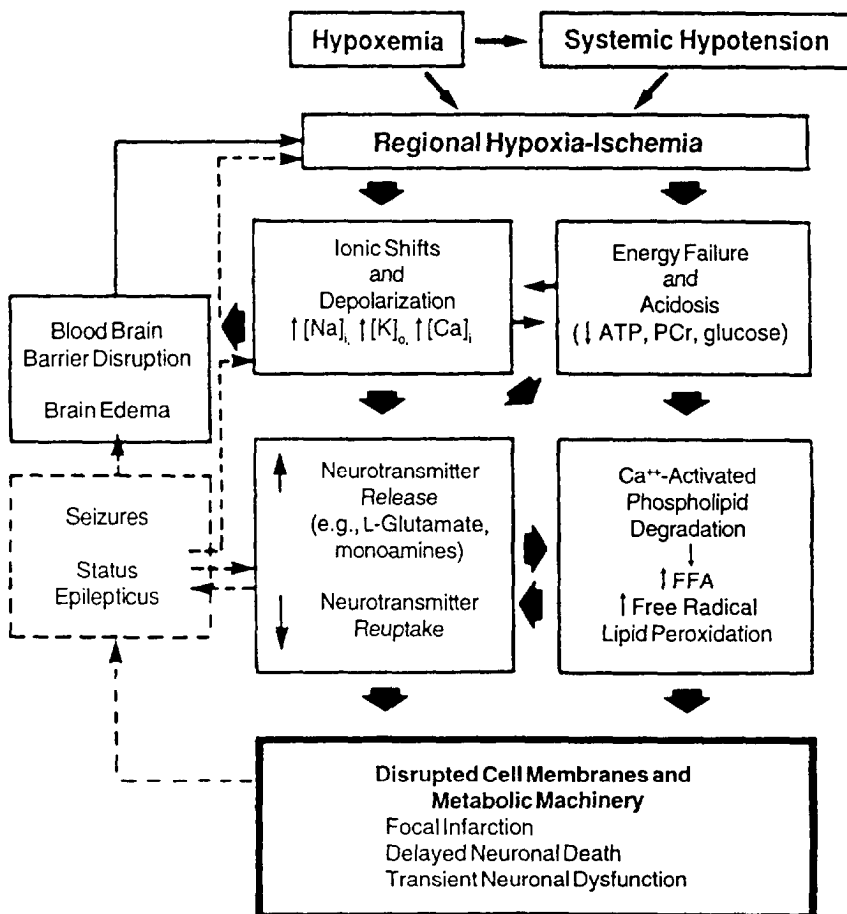 Hypoxemia
Systemic Hypotension
Regional Hypoxia-Ischemia
Ionic Shifts
and
Depolarization
↑[Na]i, ↑[K]o, ↑[Ca]i
Energy Failure
and
Acidosis
(↓ ATP, PCr, glucose)
Blood Brain
Barrier Disruption
Brain Edema
Seizures
Status
Epilepticus
Neurotransmitter
Release
(e.g., L-Glutamate,
monoamines)
Neurotransmitter
Reuptake
Ca++-Activated
Phospholipid
Degradation
↑FFA
↑Free Radical
Lipid Peroxidation
Disrupted Cell Membranes and
Metabolic Machinery
Focal Infarction
Delayed Neuronal Death
Transient Neuronal Dysfunction